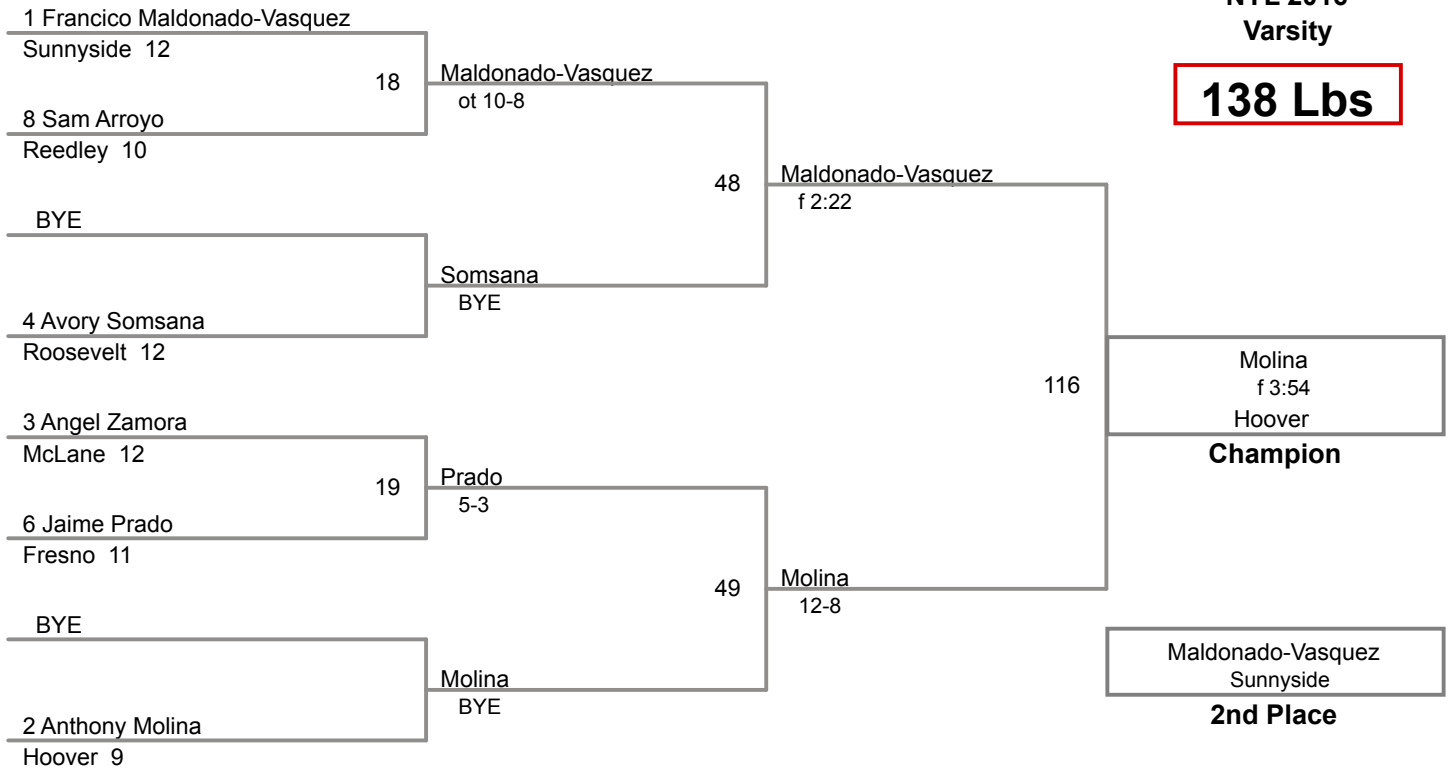 NYE 2016
Varsity
138 Lbs
1 Francico Maldonado-Vasquez
Sunnyside 12
18
Maldonado-Vasquez
ot 10-8
8 Sam Arroyo
Reedley 10
48
Maldonado-Vasquez
f 2:22
BYE
Somsana
BYE
4 Avory Somsana
Roosevelt 12
116
Molina
f 3:54
Hoover
Champion
3 Angel Zamora
McLane 12
19
Prado
5-3
6 Jaime Prado
Fresno 11
49
Molina
12-8
BYE
Molina
BYE
2 Anthony Molina
Hoover 9
Maldonado-Vasquez
Sunnyside
2nd Place